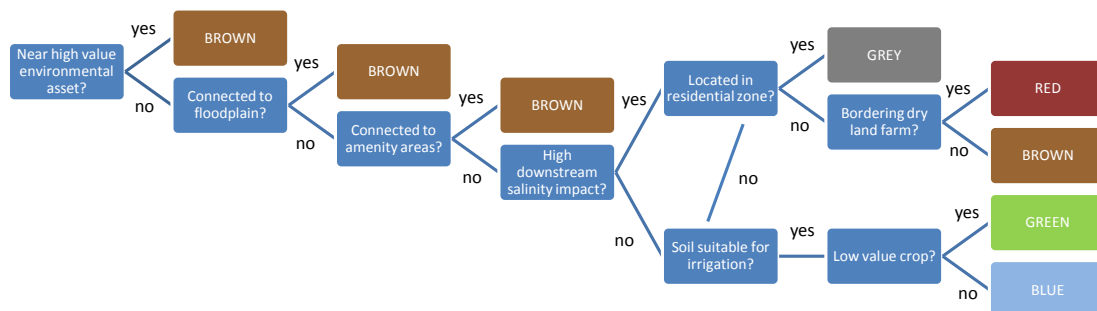 yes
BROWN
Near high value
environmental
asset?
no
Connected to
floodplain?
yes
BROWN
no
Connected to
amenity areas?
yes
BROWN
no
High
downstream
salinity impact?
yes
Located in
residential zone?
yes
GREY
no
Bordering dry
land farm?
yes
RED
no
BROWN
no
no
Soil suitable for
irrigation?
yes
Low value crop?
yes
GREEN
no
BLUE